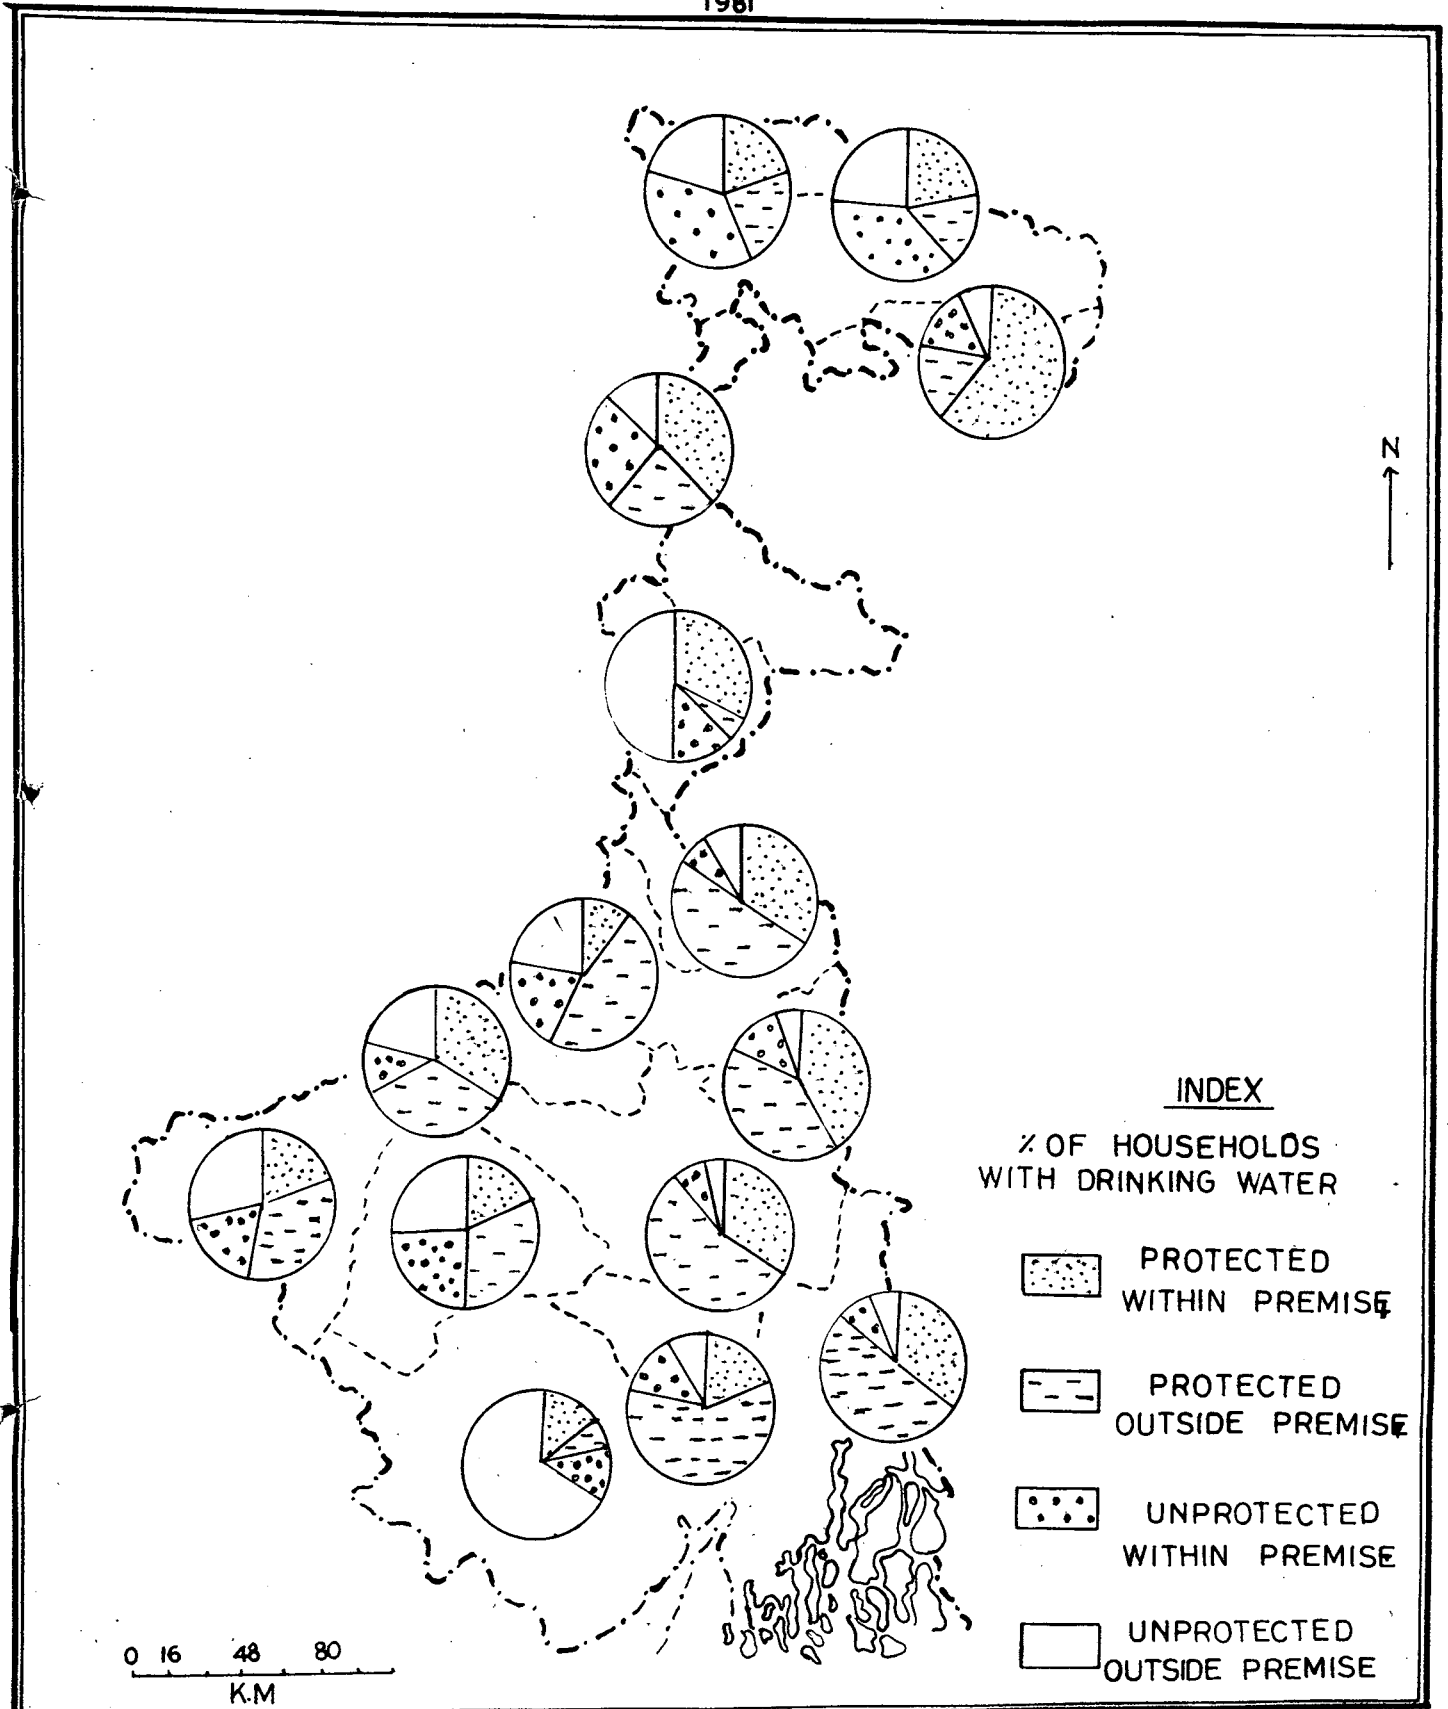 1981
N
INDEX
% OF HOUSEHOLDS
WITH DRINKING WATER
PROTECTED
WITHIN PREMISE
PROTECTED
OUTSIDE PREMISE
UNPROTECTED
WITHIN PREMISE
UNPROTECTED
OUTSIDE PREMISE
0 16 48 80
K.M